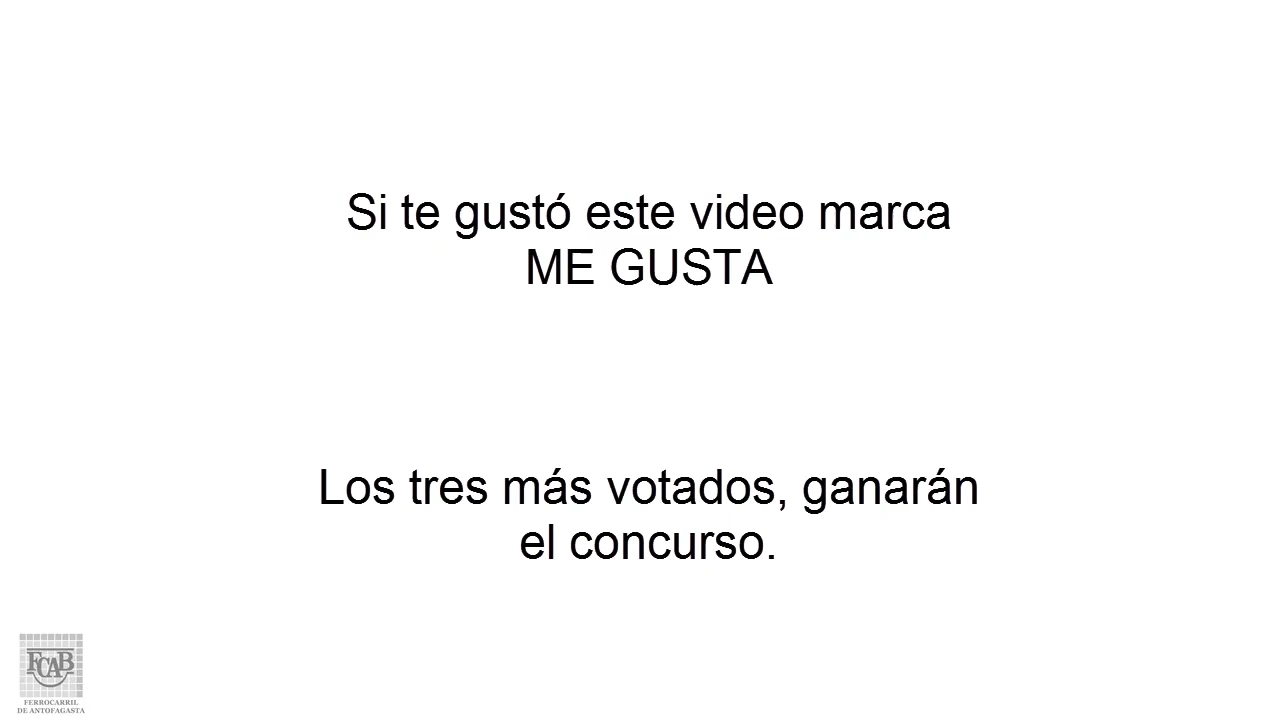 Si te gustó este video marca
ME GUSTA
Los tres más votados, ganarán
el concurso.
FCAB
FERROCARRIL
DE ANTOFAGASTA